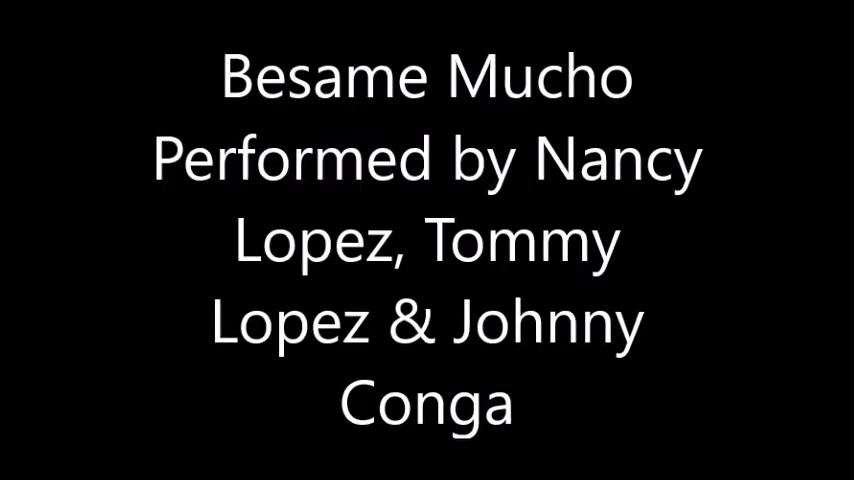 Besame Mucho
Performed by Nancy
Lopez, Tommy
Lopez & Johnny
Conga